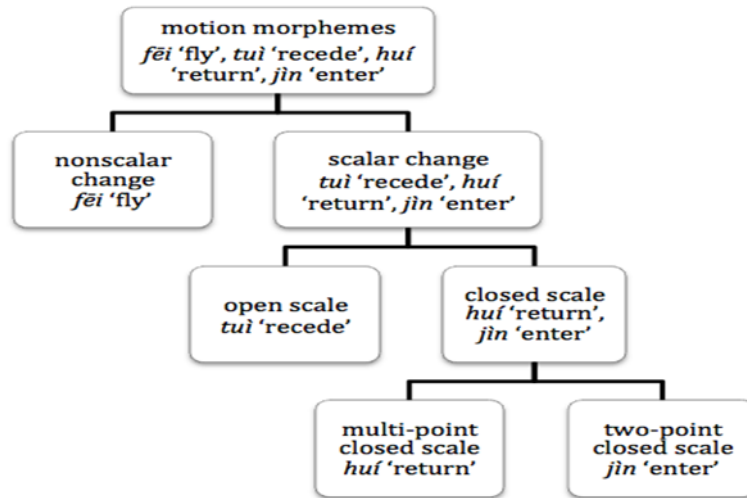 motion morphemes
fēi ‘fly’, tuì ‘recede’, huí
‘return’, jìn ‘enter’
nonscalar
change
fēi ‘fly’
scalar change
tuì ‘recede’, huí
‘return’, jìn ‘enter’
open scale
tuì ‘recede’
closed scale
huí ‘return’,
jìn ‘enter’
multi-point
closed scale
huí ‘return’
two-point
closed scale
jìn ‘enter’